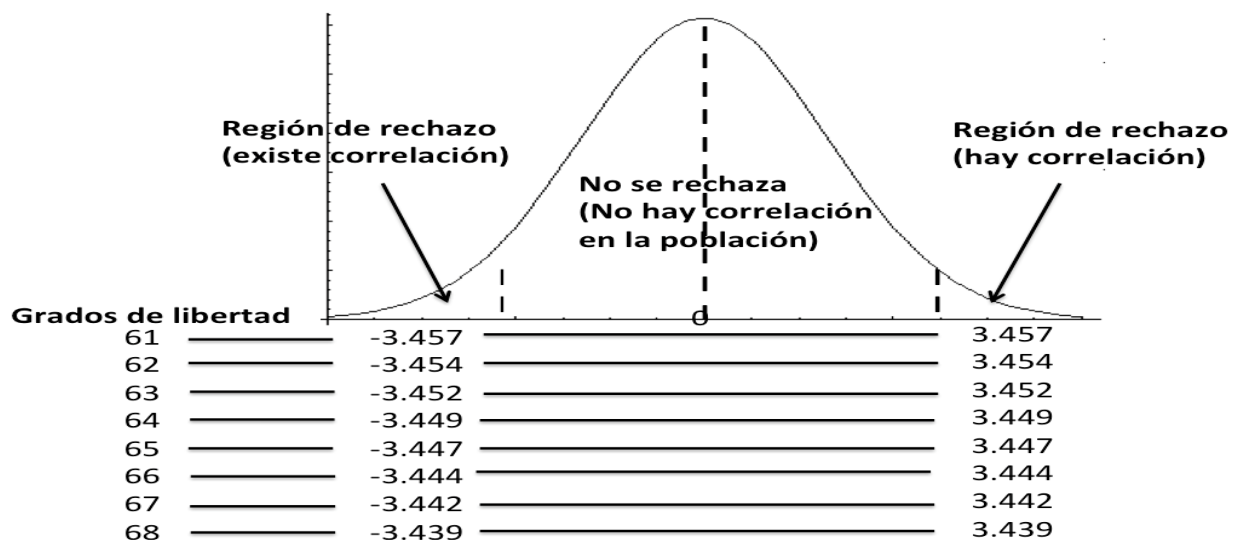 Región de rechazo
(existe correlación)
Región de rechazo
(hay correlación)
No se rechaza
(No hay correlación
en la población)
Grados de libertad
0
61 -3.457 3.457
62 -3.454 3.454
63 -3.452 3.452
64 -3.449 3.449
65 -3.447 3.447
66 -3.444 3.444
67 -3.442 3.442
68 -3.439 3.439